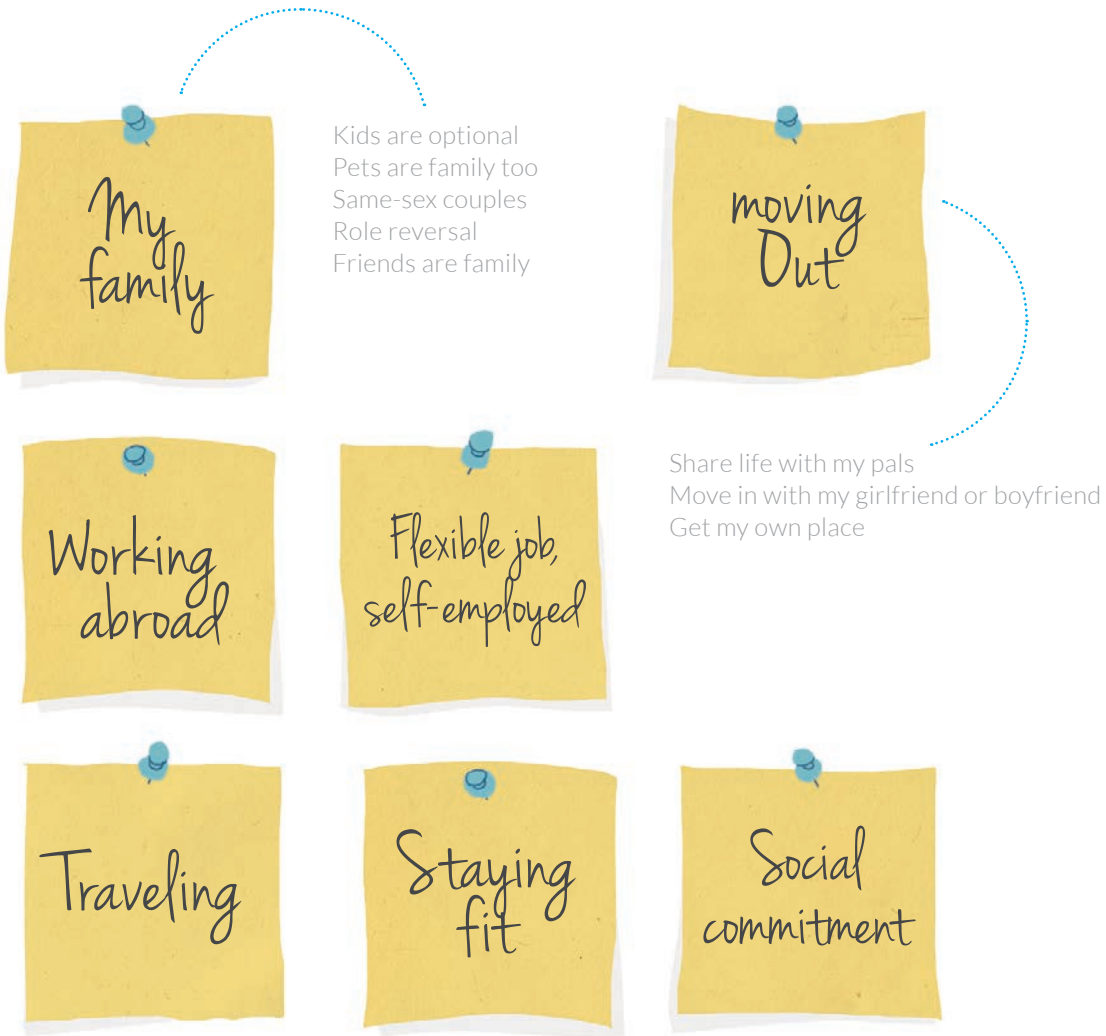 My
family
Kids are optional
Pets are family too
Same-sex couples
Role reversal
Friends are family
moving
Out
Share life with my pals
Move in with my girlfriend or boyfriend
Get my own place
Working
abroad
Flexible job,
self-employed
Traveling
Staying
fit
Social
commitment